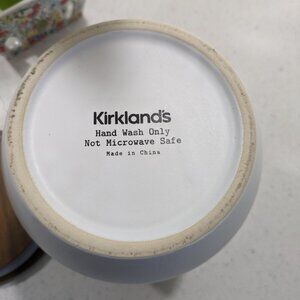 Kirkland's
Hand Wash Only
Not Microwave Safe
Made in China